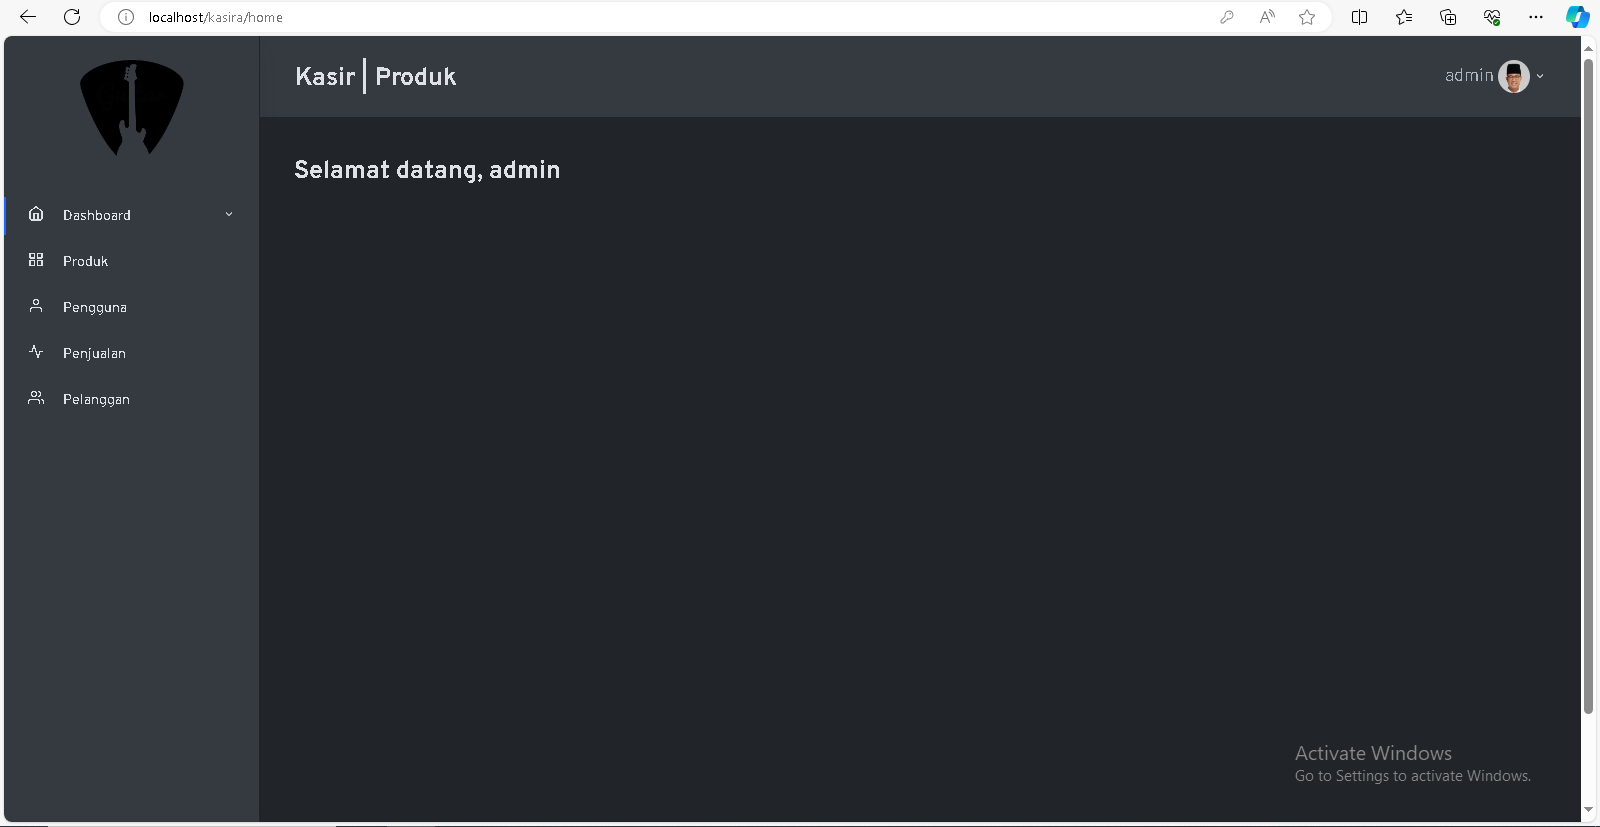 localhost/kasira/home
Kasir | Produk
admin
Selamat datang, admin
Dashboard
Produk
Pengguna
Penjualan
Pelanggan
Activate Windows
Go to Settings to activate Windows.